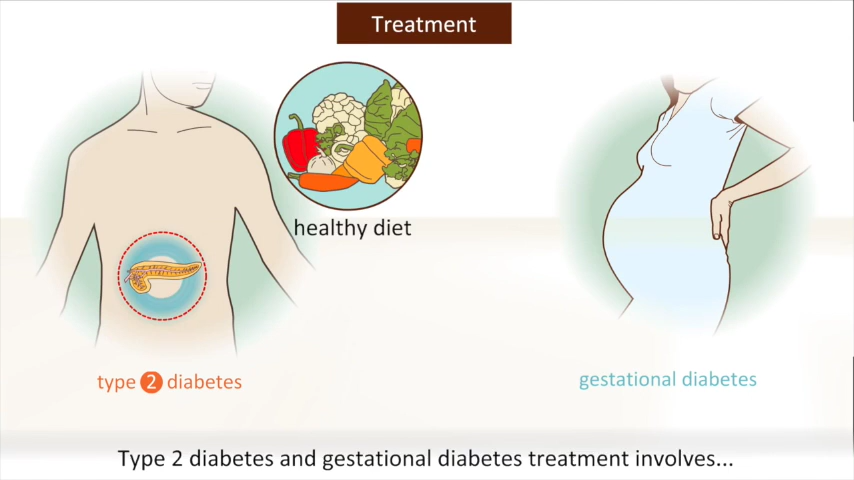 Treatment
healthy diet
type 2 diabetes
gestational diabetes
Type 2 diabetes and gestational diabetes treatment involves...